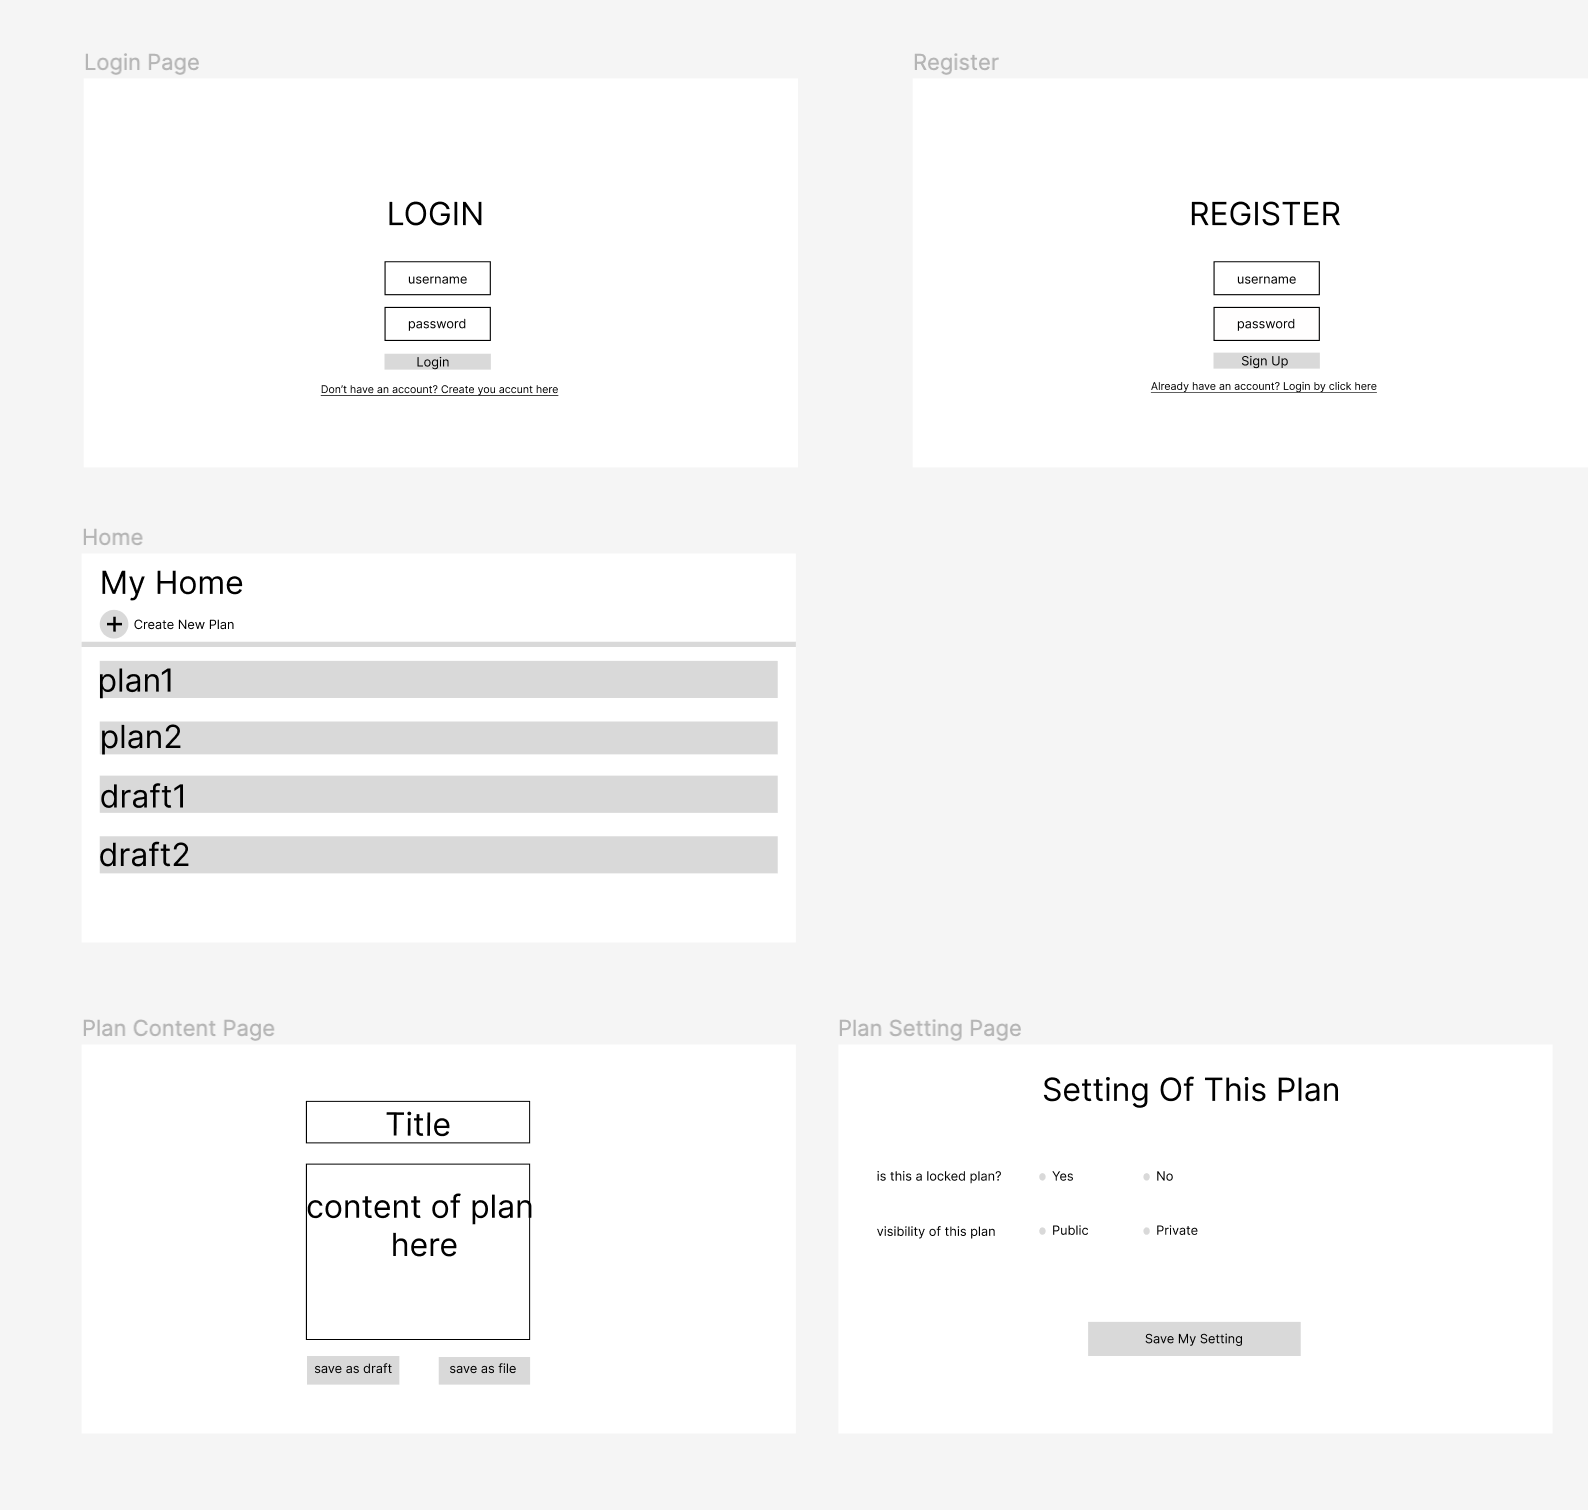 Login Page
LOGIN
username
password
Login
Don't have an account? Create you accunt here
Register
REGISTER
username
password
Sign Up
Already have an account? Login by click here
Home
My Home
Create New Plan
plan1
plan2
draft1
draft2
Plan Content Page
Title
content of plan
here
save as draft
save as file
Plan Setting Page
Setting Of This Plan
is this a locked plan?
Yes
No
visibility of this plan
Public
Private
Save My Setting